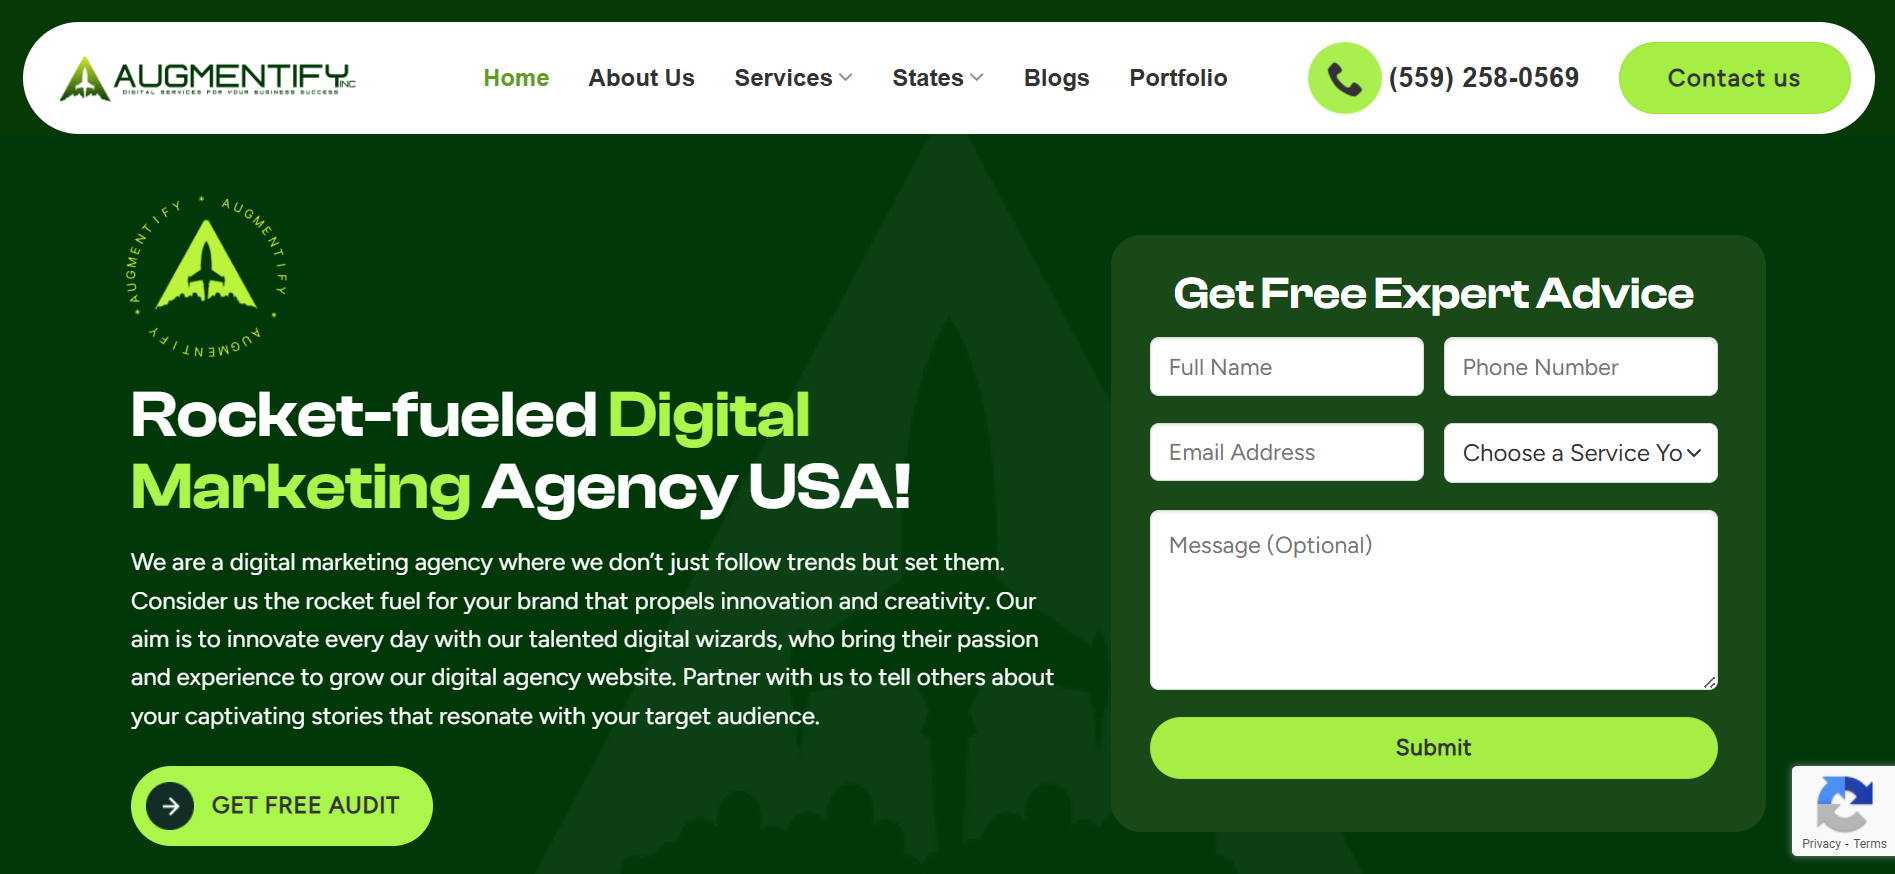 AUGMENTIFY INC
DIGITAL SERVICES FOR YOUR BUSINESS SUCCESS
Home
About Us
Services
States
Blogs
Portfolio
(559) 258-0569
Contact us
AUGMENTIFY * AUGMENTIFY * AUGMENTIFY *
Rocket-fueled Digital
Marketing Agency USA!
We are a digital marketing agency where we don’t just follow trends but set them.
Consider us the rocket fuel for your brand that propels innovation and creativity. Our
aim is to innovate every day with our talented digital wizards, who bring their passion
and experience to grow our digital agency website. Partner with us to tell others about
your captivating stories that resonate with your target audience.
GET FREE AUDIT
Get Free Expert Advice
Full Name
Phone Number
Email Address
Choose a Service Yo
Message (Optional)
Submit
Privacy - Terms